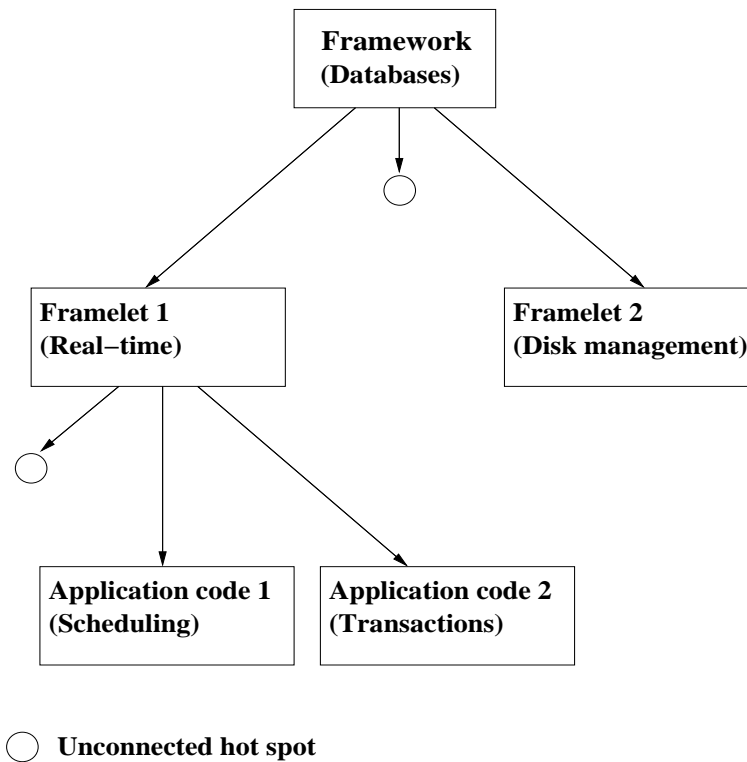 Framework
(Databases)
Framelet 1
(Real−time)
Framelet 2
(Disk management)
Application code 1
(Scheduling)
Application code 2
(Transactions)
Unconnected hot spot